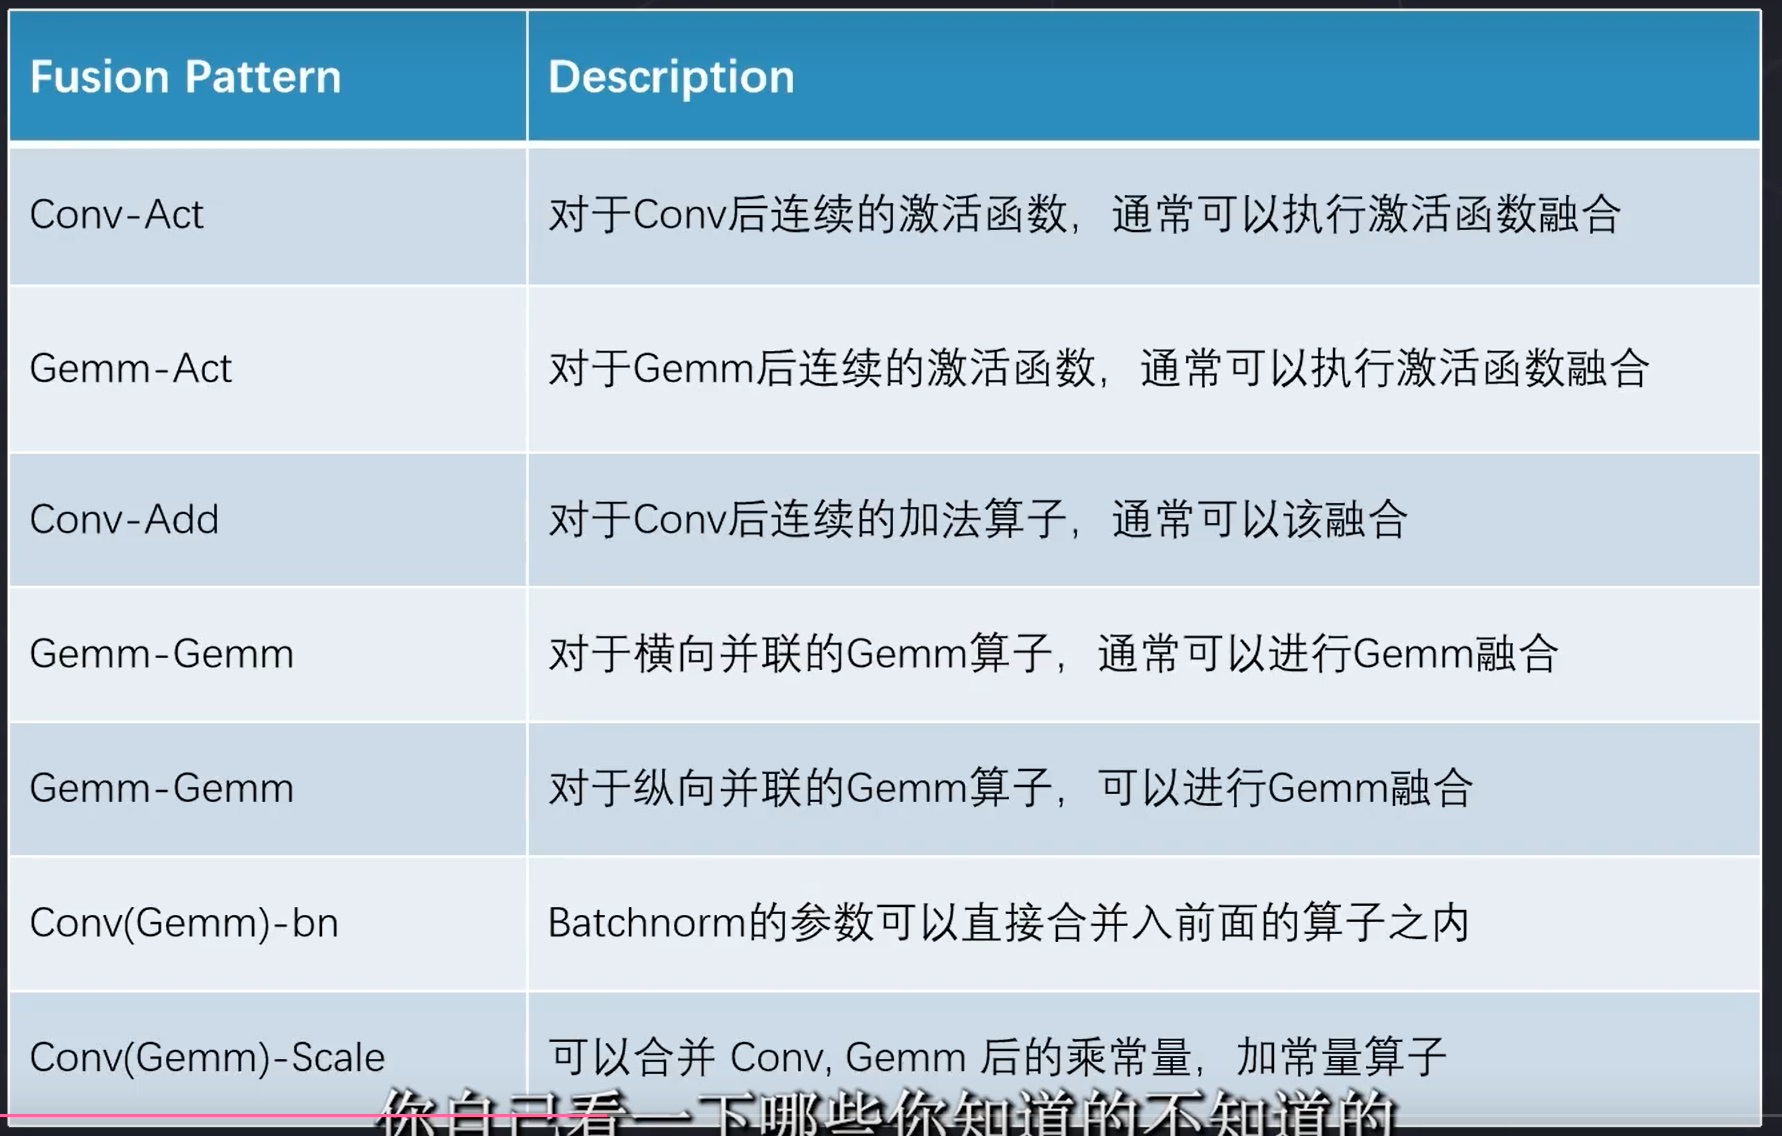 Fusion Pattern Description
Conv-Act 对于Conv后连续的激活函数，通常可以执行激活函数融合
Gemm-Act 对于Gemm后连续的激活函数，通常可以执行激活函数融合
Conv-Add 对于Conv后连续的加法算子，通常可以该融合
Gemm-Gemm 对于横向并联的Gemm算子，通常可以进行Gemm融合
Gemm-Gemm 对于纵向并联的Gemm算子，可以进行Gemm融合
Conv(Gemm)-bn Batchnorm的参数可以直接合并入前面的算子之内
Conv(Gemm)-Scale 可以合并 Conv, Gemm 后的乘常量，加常量算子
你自己看一下哪些你知道的不知道的